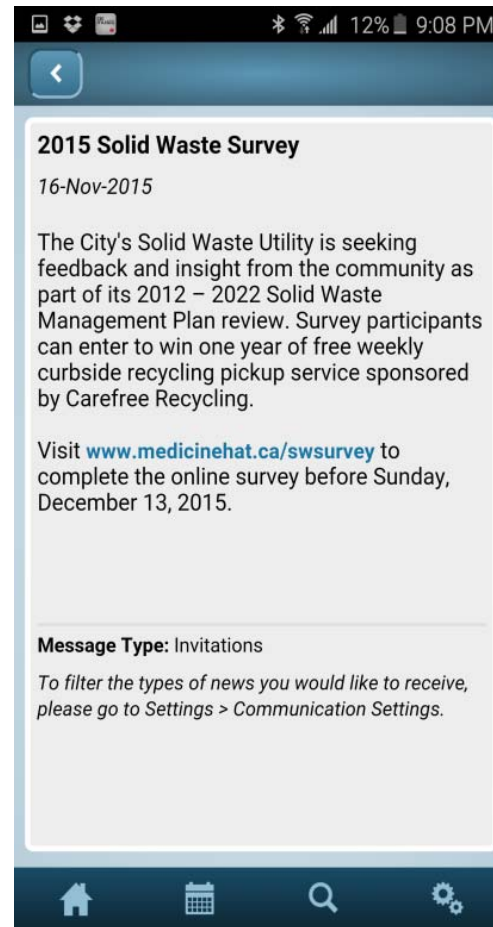 12% 9:08 PM
2015 Solid Waste Survey
16-Nov-2015
The City's Solid Waste Utility is seeking
feedback and insight from the community as
part of its 2012 – 2022 Solid Waste
Management Plan review. Survey participants
can enter to win one year of free weekly
curbside recycling pickup service sponsored
by Carefree Recycling.
Visit www.medicinehat.ca/swsurvey to
complete the online survey before Sunday,
December 13, 2015.
Message Type: Invitations
To filter the types of news you would like to receive,
please go to Settings > Communication Settings.